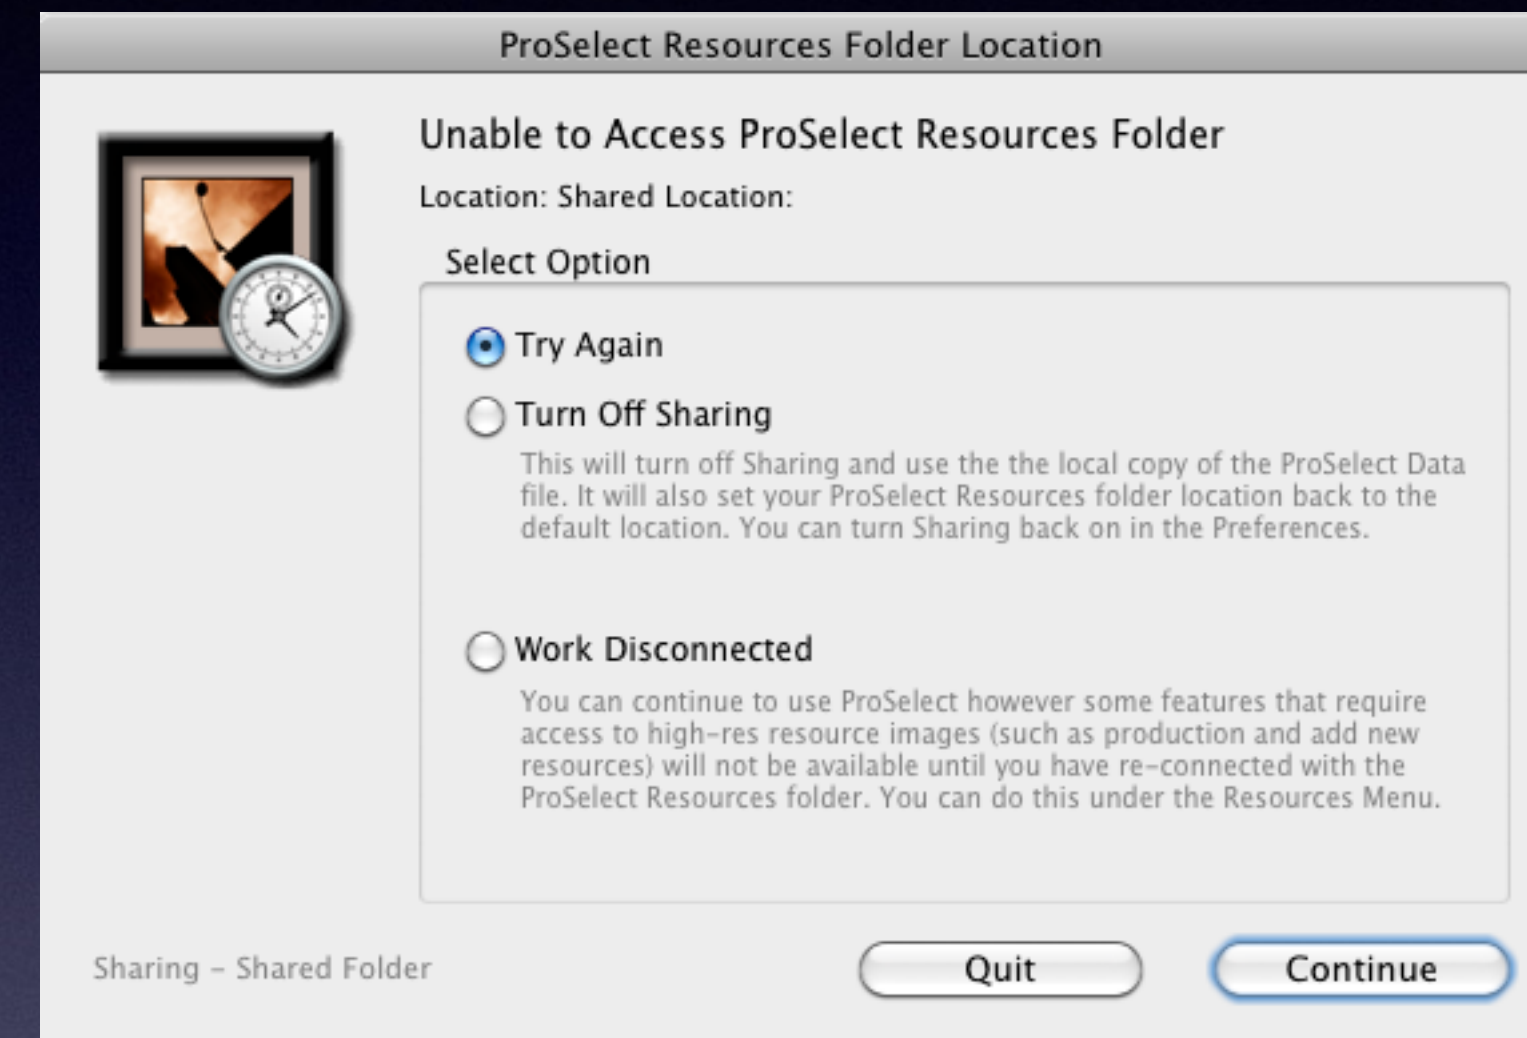 ProSelect Resources Folder Location
Unable to Access ProSelect Resources Folder
Location: Shared Location:
Select Option
Try Again
Turn Off Sharing
This will turn off Sharing and use the the local copy of the ProSelect Data
file. It will also set your ProSelect Resources folder location back to the
default location. You can turn Sharing back on in the Preferences.
Work Disconnected
You can continue to use ProSelect however some features that require
access to high-res resource images (such as production and add new
resources) will not be available until you have re-connected with the
ProSelect Resources folder. You can do this under the Resources Menu.
Sharing - Shared Folder
Quit
Continue